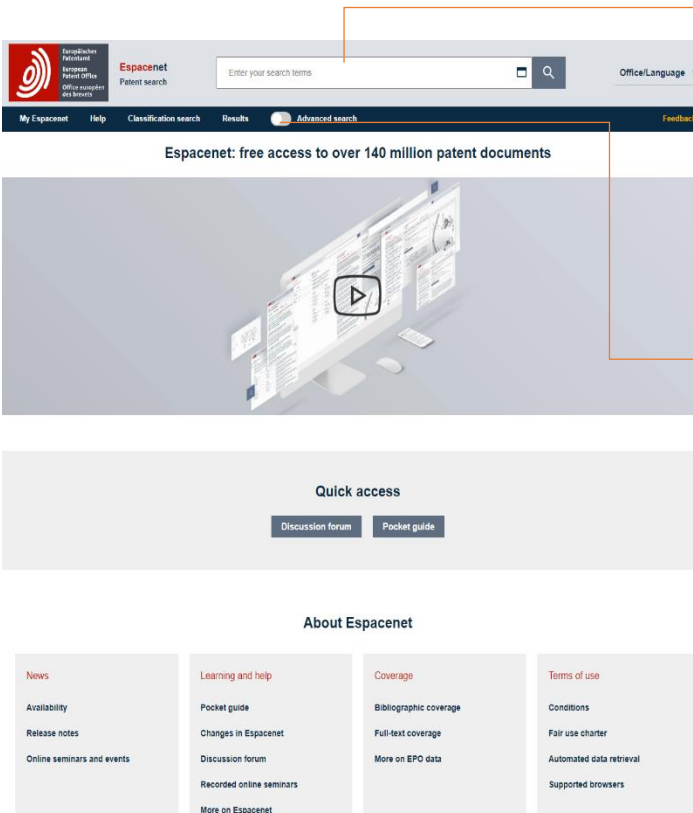 Europäisches
Patentamt
European
Patent Office
Office européen
des brevets
Espacenet
Patent search
Enter your search terms
Office/Language
My Espacenet Help Classification search Results Advanced search Feedback
Espacenet: free access to over 140 million patent documents
Quick access
Discussion forum Pocket guide
About Espacenet
News
Availability
Release notes
Online seminars and events
Learning and help
Pocket guide
Changes in Espacenet
Discussion forum
Recorded online seminars
More on Espacenet
Coverage
Bibliographic coverage
Full-text coverage
More on EPO data
Terms of use
Conditions
Fair use charter
Automated data retrieval
Supported browsers